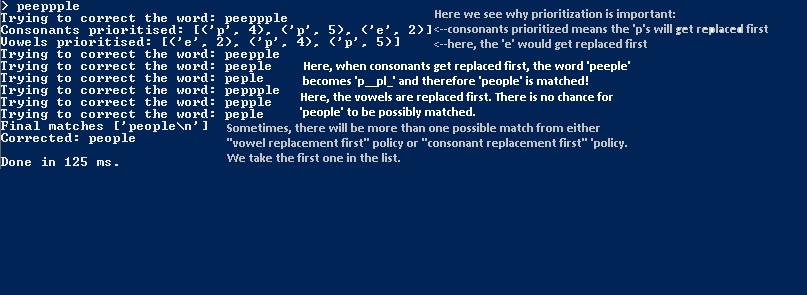 > peeppple
Trying to correct the word: peeppple
Here we see why prioritization is important:
Consonants prioritised: [('p', 4), ('p', 5), ('e', 2)] <--consonants prioritized means the 'p's will get replaced first
Vowels prioritised: [('e', 2), ('p', 4), ('p', 5)] <--here, the 'e' would get replaced first
Trying to correct the word: peepple
Trying to correct the word: peeple Here, when consonants get replaced first, the word 'peeple'
Trying to correct the word: peple becomes 'p__pl_' and therefore 'people' is matched!
Trying to correct the word: pepppple Here, the vowels are replaced first. There is no chance for
Trying to correct the word: pepple
Trying to correct the word: peple 'people' to be possibly matched.
Final matches ['people\n'] Sometimes, there will be more than one possible match from either
Corrected: people "vowel replacement first" policy or "consonant replacement first" 'policy.
We take the first one in the list.
Done in 125 ms.